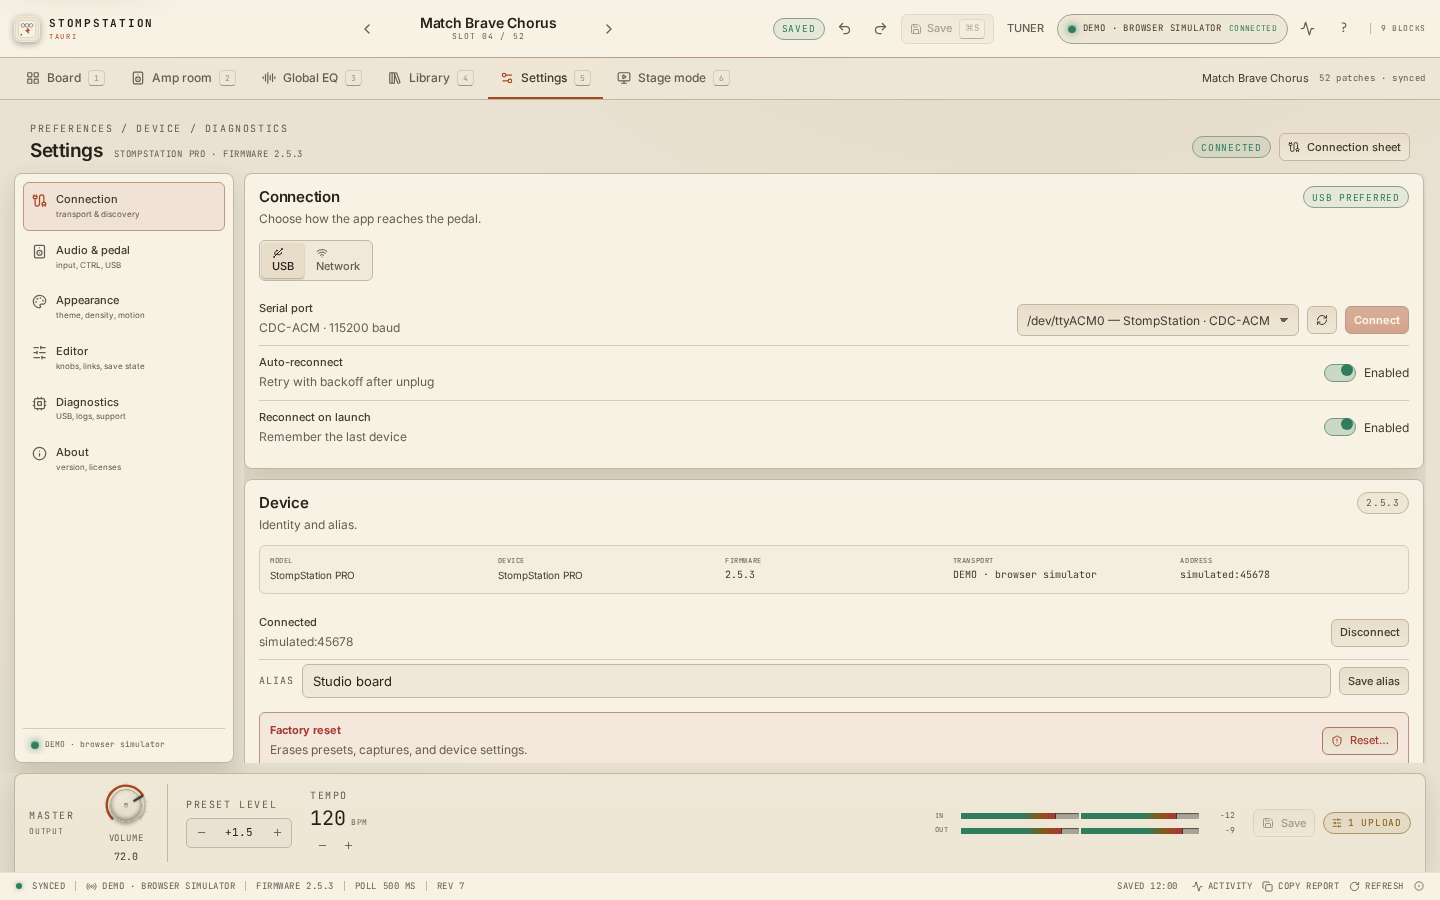 STOMPSTATION
TAURI
Match Brave Chorus
SLOT 04 / 52
SAVED
Save ⌘S
TUNER
DEMO · BROWSER SIMULATOR CONNECTED
?
9 BLOCKS
Board 1
Amp room 2
Global EQ 3
Library 4
Settings 5
Stage mode 6
Match Brave Chorus 52 patches · synced
PREFERENCES / DEVICE / DIAGNOSTICS
Settings STOMPSTATION PRO · FIRMWARE 2.5.3
CONNECTED
Connection sheet
Connection
transport & discovery
Audio & pedal
input, CTRL, USB
Appearance
theme, density, motion
Editor
knobs, links, save state
Diagnostics
USB, logs, support
About
version, licenses
DEMO · browser simulator
Connection
USB PREFERRED
Choose how the app reaches the pedal.
USB
Network
Serial port
CDC-ACM · 115200 baud
/dev/ttyACM0 — StompStation · CDC-ACM
Connect
Auto-reconnect
Retry with backoff after unplug
Enabled
Reconnect on launch
Remember the last device
Enabled
Device
2.5.3
Identity and alias.
MODEL
StompStation PRO
DEVICE
StompStation PRO
FIRMWARE
2.5.3
TRANSPORT
DEMO · browser simulator
ADDRESS
simulated:45678
Connected
simulated:45678
Disconnect
ALIAS
Studio board
Save alias
Factory reset
Erases presets, captures, and device settings.
Reset...
MASTER
OUTPUT
VOLUME
72.0
PRESET LEVEL
− +1.5 +
TEMPO
120 BPM
− +
IN -12
OUT -9
Save
1 UPLOAD
SYNCED
DEMO · BROWSER SIMULATOR
FIRMWARE 2.5.3
POLL 500 MS
REV 7
SAVED 12:00
ACTIVITY
COPY REPORT
REFRESH